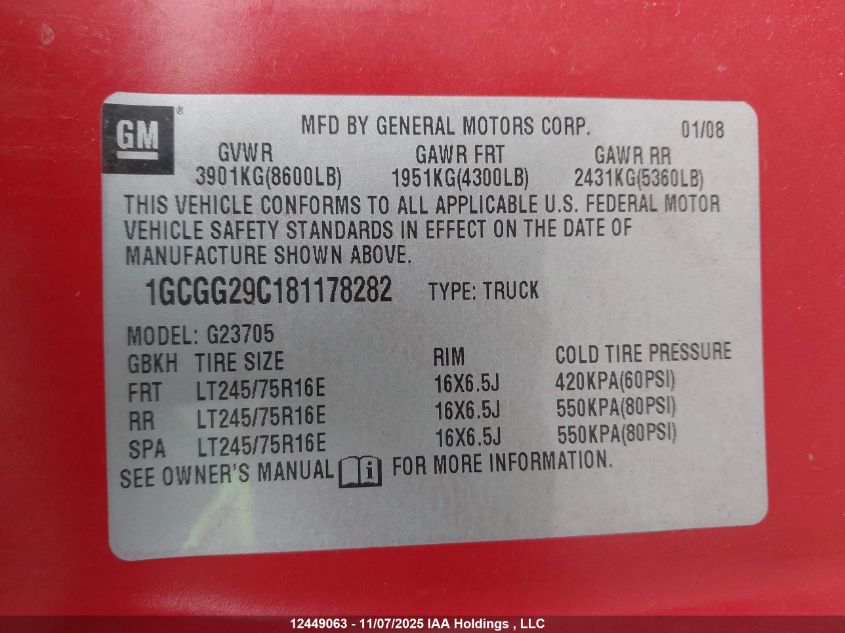 GM®
MFD BY GENERAL MOTORS CORP. 01/08
GVWR GAWR FRT GAWR RR
3901KG(8600LB) 1951KG(4300LB) 2431KG(5360LB)
THIS VEHICLE CONFORMS TO ALL APPLICABLE U.S. FEDERAL MOTOR
VEHICLE SAFETY STANDARDS IN EFFECT ON THE DATE OF
MANUFACTURE SHOWN ABOVE.
1GCGG29C181178282 TYPE: TRUCK
MODEL: G23705
GBKH TIRE SIZE RIM COLD TIRE PRESSURE
FRT LT245/75R16E 16X6.5J 420KPA(60PSI)
RR LT245/75R16E 16X6.5J 550KPA(80PSI)
SPA LT245/75R16E 16X6.5J 550KPA(80PSI)
SEE OWNER'S MANUAL i FOR MORE INFORMATION.
12449063 - 11/07/2025 IAA Holdings , LLC